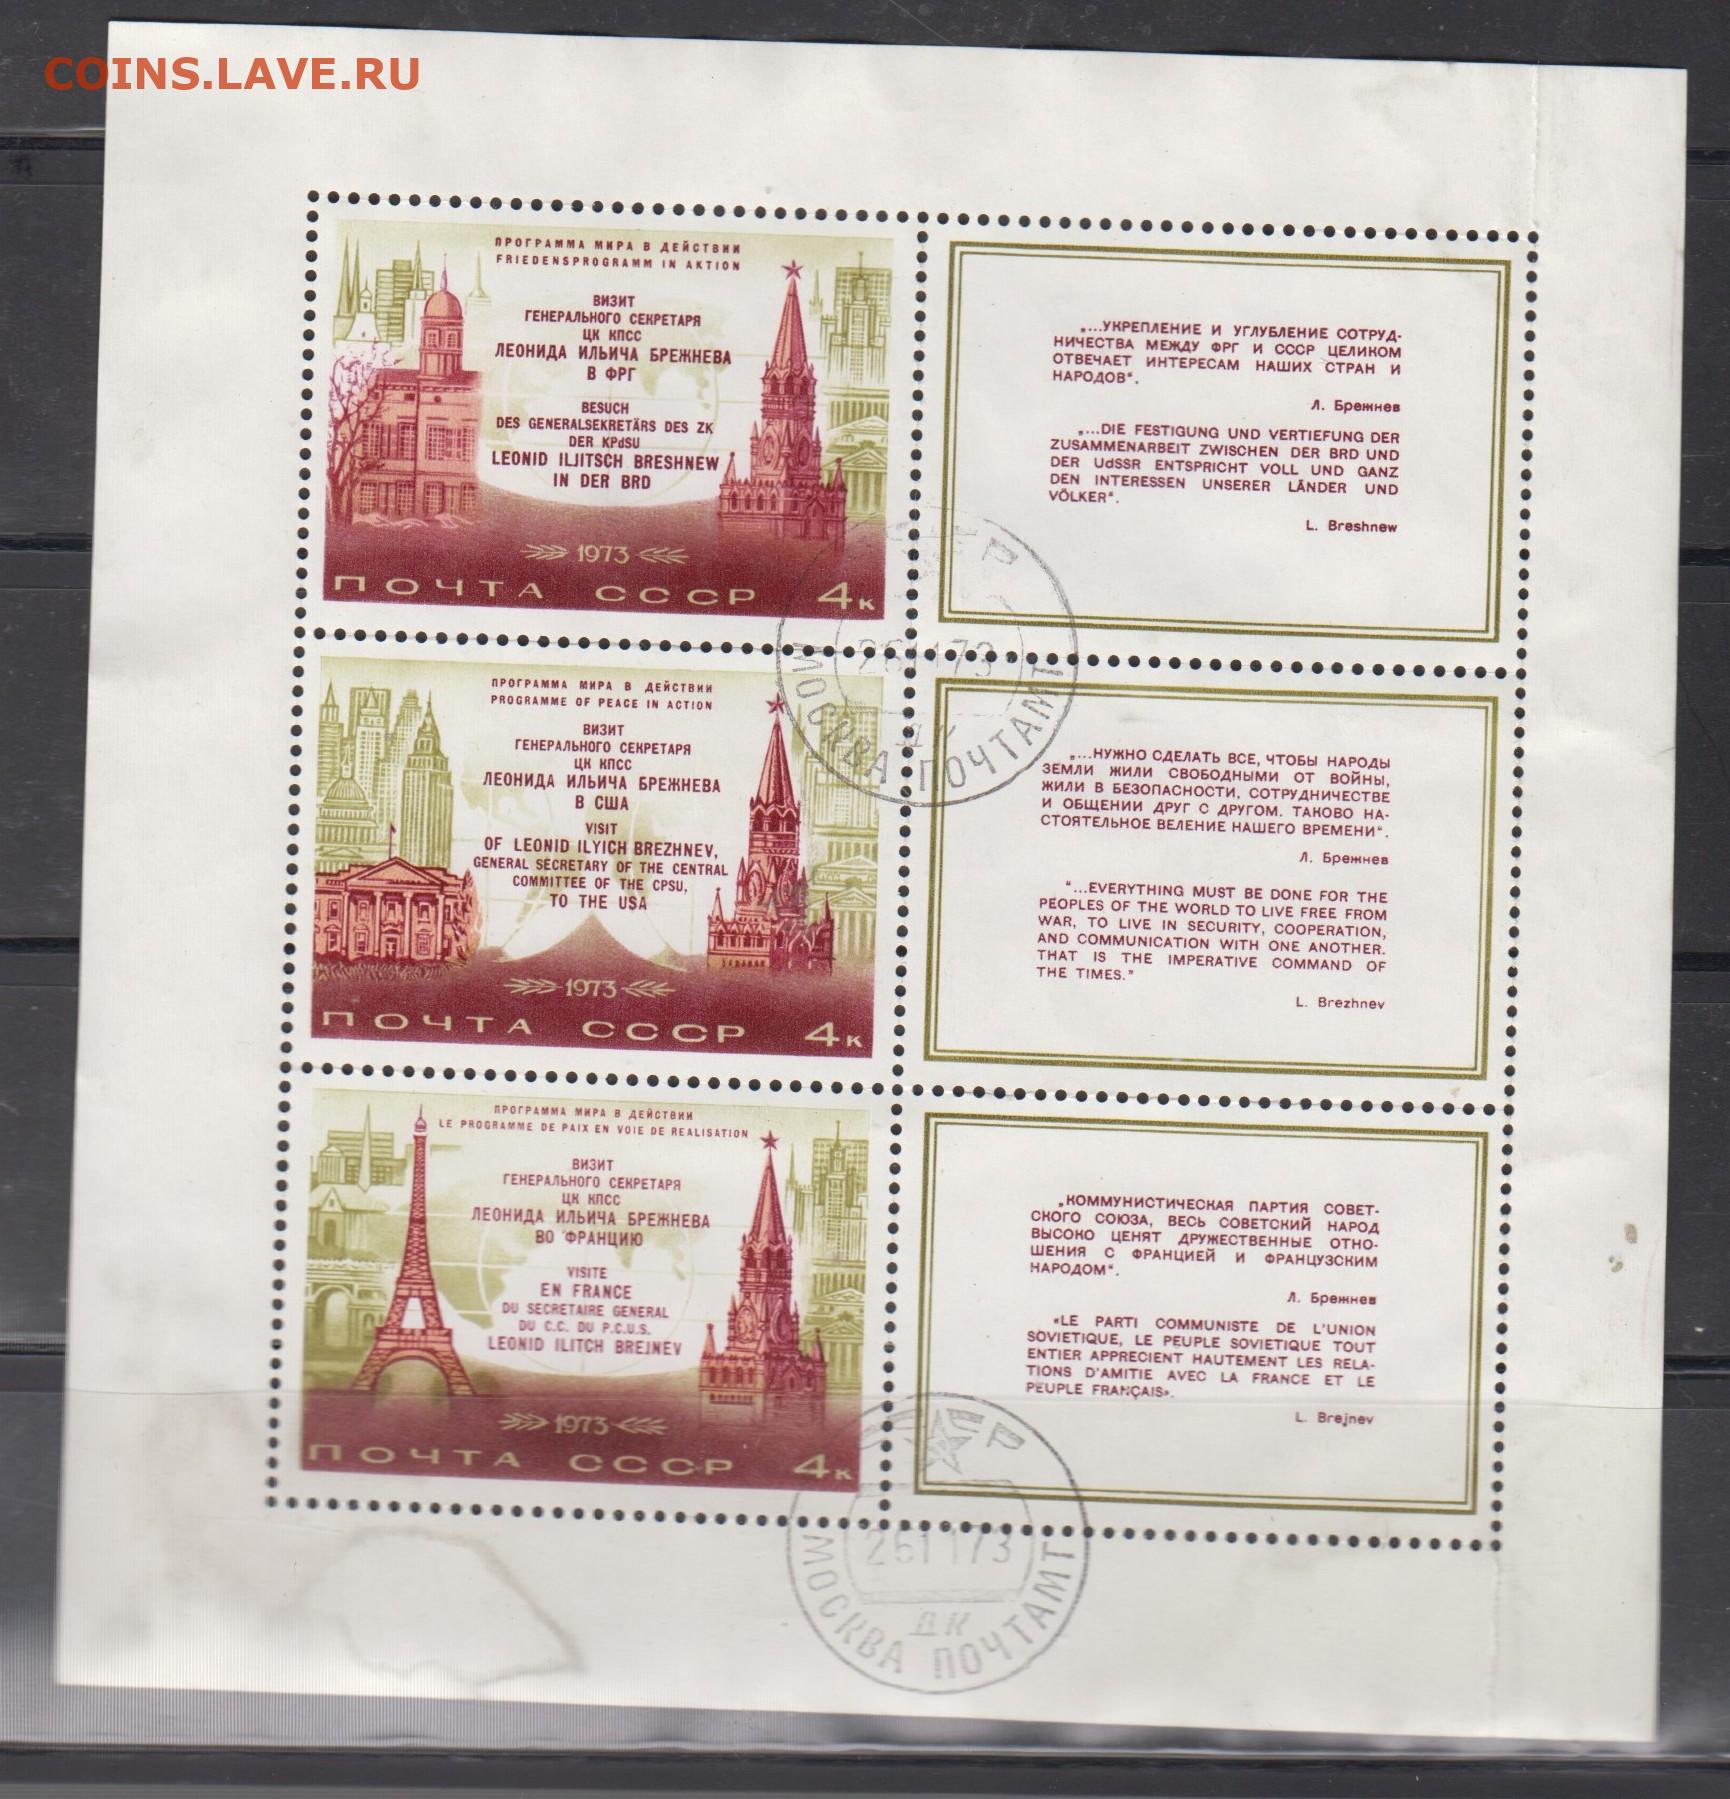 COINS.LAVE.RU
ПРОГРАММА МИРА В ДЕЙСТВИИ
FRIEDENSPROGRAMM IN AKTION
ВИЗИТ
ГЕНЕРАЛЬНОГО СЕКРЕТАРЯ
ЦК КПСС
ЛЕОНИДА ИЛЬИЧА БРЕЖНЕВА
В ФРГ
BESUCH
DES GENERALSEKRETÄRS DES ZK
DER KPdSU
LEONID ILJITSCH BRESHNEW
IN DER BRD
1973
ПОЧТА СССР 4к
„...УКРЕПЛЕНИЕ И УГЛУБЛЕНИЕ СОТРУД-
НИЧЕСТВА МЕЖДУ ФРГ И СССР ЦЕЛИКОМ
ОТВЕЧАЕТ ИНТЕРЕСАМ НАШИХ СТРАН И
НАРОДОВ“.
Л. Брежнев
„...DIE FESTIGUNG UND VERTIEFUNG DER
ZUSAMMENARBEIT ZWISCHEN DER BRD UND
DER UdSSR ENTSPRICHT VOLL UND GANZ
DEN INTERESSEN UNSERER LÄNDER UND
VÖLKER“.
L. Breshnew
МОСКВА ПОЧТАМТ
ПРОГРАММА МИРА В ДЕЙСТВИИ
PROGRAMME OF PEACE IN ACTION
ВИЗИТ
ГЕНЕРАЛЬНОГО СЕКРЕТАРЯ
ЦК КПСС
ЛЕОНИДА ИЛЬИЧА БРЕЖНЕВА
В США
VISIT
OF LEONID ILYICH BREZHNEV,
GENERAL SECRETARY OF THE CENTRAL
COMMITTEE OF THE CPSU,
TO THE USA
1973
ПОЧТА СССР 4к
„...НУЖНО СДЕЛАТЬ ВСЕ, ЧТОБЫ НАРОДЫ
ЗЕМЛИ ЖИЛИ СВОБОДНЫМИ ОТ ВОЙНЫ,
ЖИЛИ В БЕЗОПАСНОСТИ, СОТРУДНИЧЕСТВЕ
И ОБЩЕНИИ ДРУГ С ДРУГОМ. ТАКОВО НА-
СТОЯТЕЛЬНОЕ ВЕЛЕНИЕ НАШЕГО ВРЕМЕНИ“.
Л. Брежнев
“...EVERYTHING MUST BE DONE FOR THE
PEOPLES OF THE WORLD TO LIVE FREE FROM
WAR, TO LIVE IN SECURITY, COOPERATION,
AND COMMUNICATION WITH ONE ANOTHER.
THAT IS THE IMPERATIVE COMMAND OF
THE TIMES.”
L. Brezhnev
ПРОГРАММА МИРА В ДЕЙСТВИИ
LE PROGRAMME DE PAIX EN VOIE DE REALISATION
ВИЗИТ
ГЕНЕРАЛЬНОГО СЕКРЕТАРЯ
ЦК КПСС
ЛЕОНИДА ИЛЬИЧА БРЕЖНЕВА
ВО ФРАНЦИЮ
VISITE
EN FRANCE
DU SECRETAIRE GENERAL
DU C.C. DU P.C.U.S.
LEONID ILITCH BREJNEV
1973
ПОЧТА СССР 4к
„КОММУНИСТИЧЕСКАЯ ПАРТИЯ СОВЕТ-
СКОГО СОЮЗА, ВЕСЬ СОВЕТСКИЙ НАРОД
ВЫСОКО ЦЕНЯТ ДРУЖЕСТВЕННЫЕ ОТНО-
ШЕНИЯ С ФРАНЦИЕЙ И ФРАНЦУЗСКИМ
НАРОДОМ“.
Л. Брежнев
«LE PARTI COMMUNISTE DE L'UNION
SOVIETIQUE, LE PEUPLE SOVIETIQUE TOUT
ENTIER APPRECIENT HAUTEMENT LES RELA-
TIONS D'AMITIE AVEC LA FRANCE ET LE
PEUPLE FRANÇAIS».
L. Brejnev
261173
ДК
МОСКВА ПОЧТАМТ